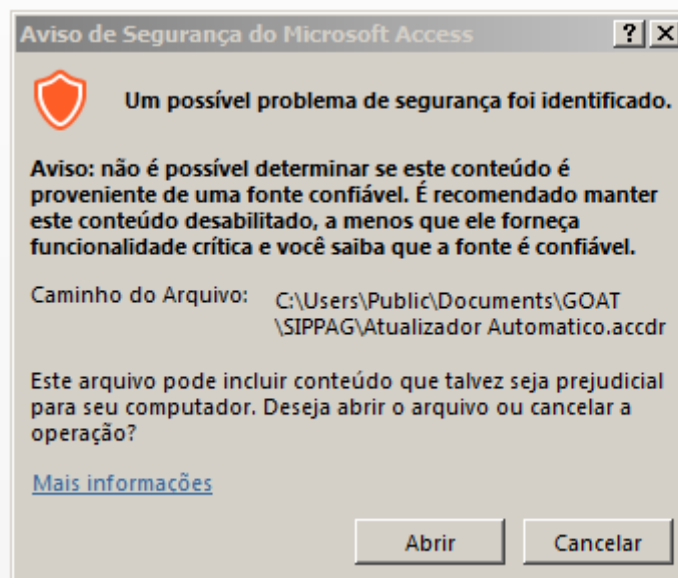 Aviso de Segurança do Microsoft Access
Um possível problema de segurança foi identificado.
Aviso: não é possível determinar se este conteúdo é
proveniente de uma fonte confiável. É recomendado manter
este conteúdo desabilitado, a menos que ele forneça
funcionalidade crítica e você saiba que a fonte é confiável.
Caminho do Arquivo: C:\Users\Public\Documents\GOAT
\SIPPAG\Atualizador Automatico.accdr
Este arquivo pode incluir conteúdo que talvez seja prejudicial
para seu computador. Deseja abrir o arquivo ou cancelar a
operação?
Mais informações
Abrir Cancelar